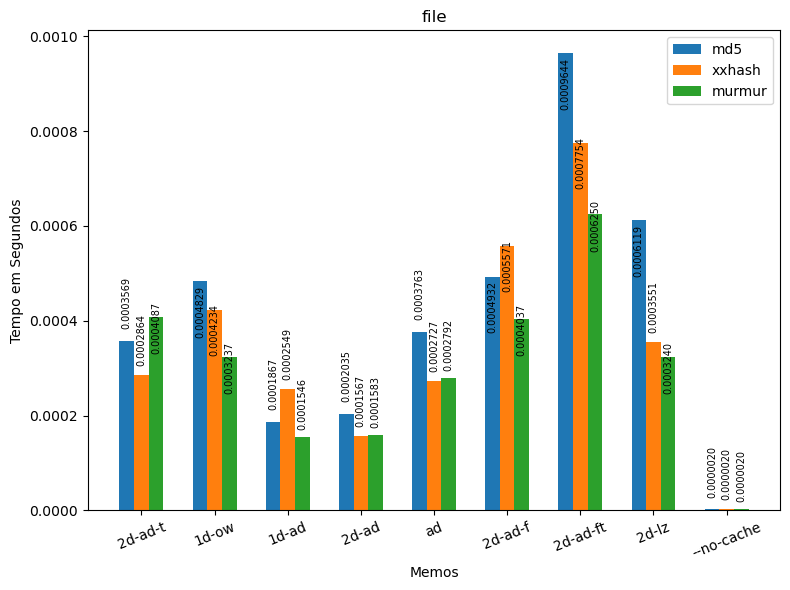 file
md5
xxhash
murmur
Tempo em Segundos
0.0010
0.0008
0.0006
0.0004
0.0002
0.0000
0.0003569
0.0002864
0.0004087
0.0004829
0.0004234
0.0003237
0.0001867
0.0002549
0.0001546
0.0002035
0.0001567
0.0001583
0.0003763
0.0002727
0.0002792
0.0004932
0.0005571
0.0004037
0.0009644
0.0007754
0.0006250
0.0006119
0.0003551
0.0003240
0.0000020
0.0000020
0.0000020
2d-ad-t
1d-ow
1d-ad
2d-ad
ad
2d-ad-f
2d-ad-ft
2d-lz
--no-cache
Memos